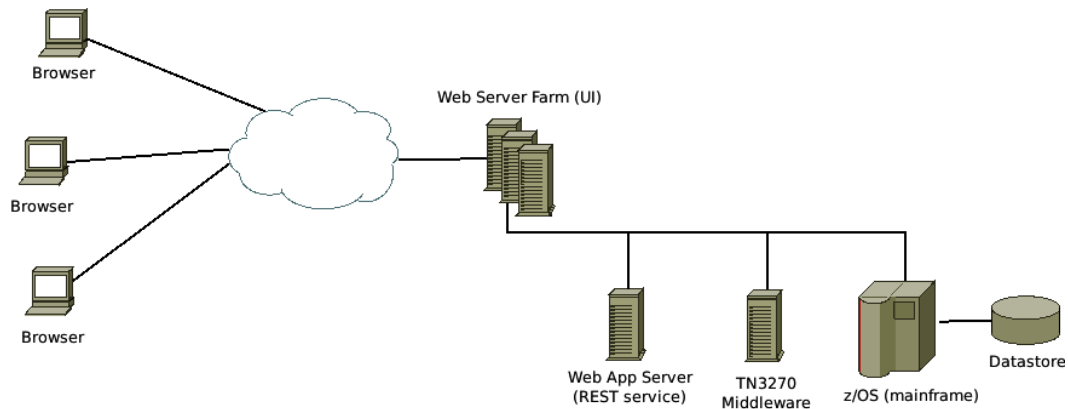 Browser
Web Server Farm (UI)
Browser
Browser
Web App Server
(REST service)
TN3270
Middleware
z/OS (mainframe)
Datastore